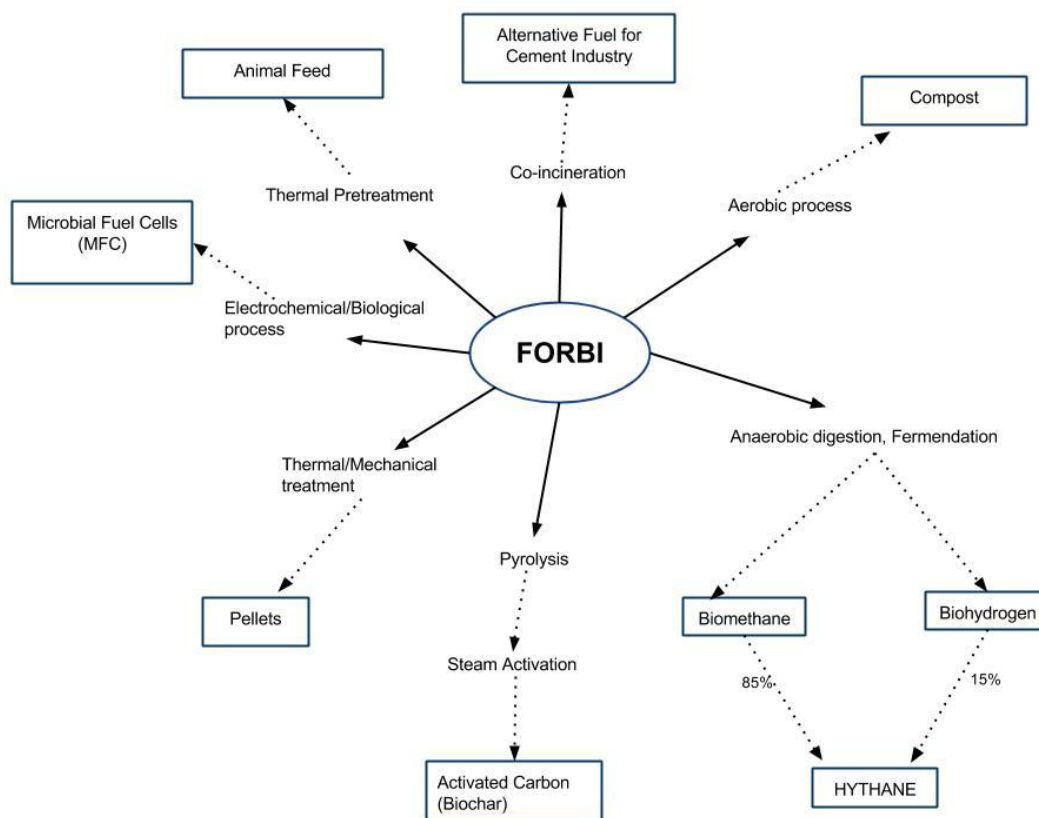 Alternative Fuel for
Cement Industry
Animal Feed
Compost
Co-incineration
Thermal Pretreatment
Aerobic process
Microbial Fuel Cells
(MFC)
Electrochemical/Biological
process
FORBI
Anaerobic digestion, Fermendation
Thermal/Mechanical
treatment
Pyrolysis
Pellets
Biomethane
Biohydrogen
Steam Activation
85%
15%
Activated Carbon
(Biochar)
HYTHANE